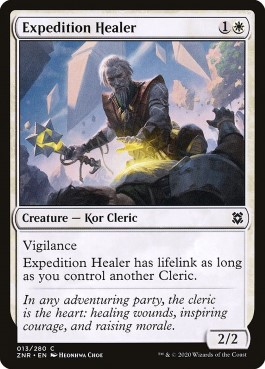 Expedition Healer 1
Creature — Kor Cleric
Vigilance
Expedition Healer has lifelink as long
as you control another Cleric.
In any adventuring party, the cleric
is the heart: healing wounds, inspiring
courage, and raising morale.
2/2
013/280 C
ZNR • EN Heonhwa Choe
™ & © 2020 Wizards of the Coast